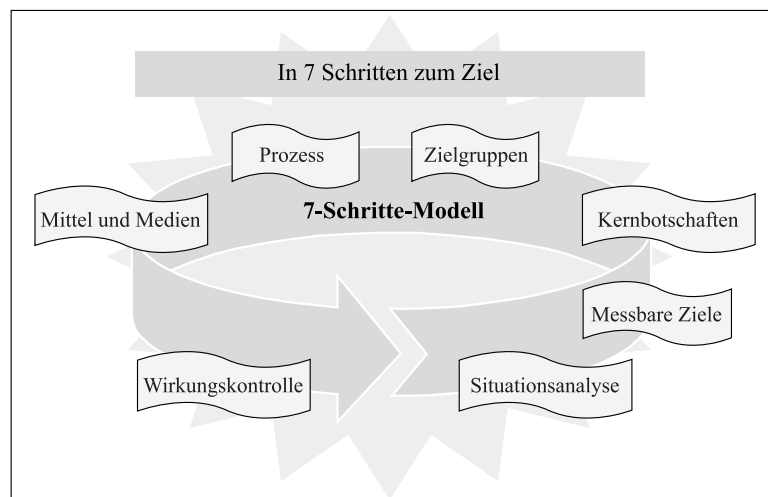 In 7 Schritten zum Ziel
Prozess
Zielgruppen
Mittel und Medien
7-Schritte-Modell
Kernbotschaften
Messbare Ziele
Wirkungskontrolle
Situationsanalyse